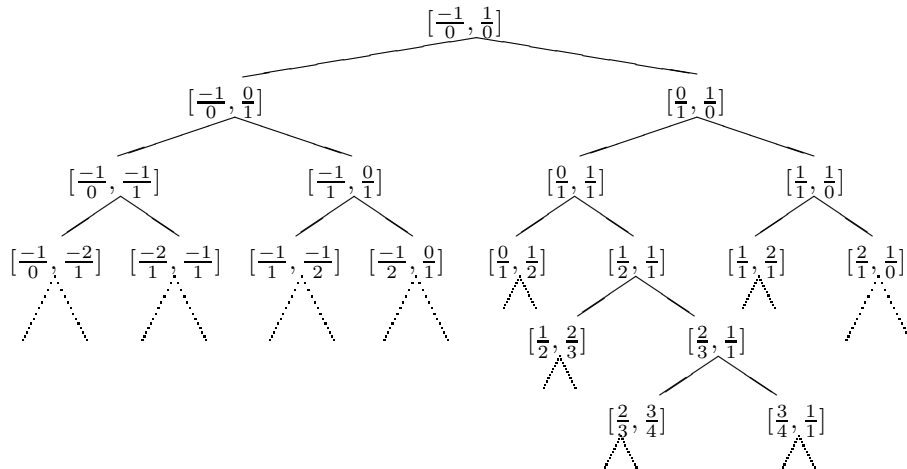 [-1/0, 1/0]
[-1/0, 0/1] [0/1, 1/0]
[-1/0, -1/1] [-1/1, 0/1] [0/1, 1/1] [1/1, 1/0]
[-1/0, -2/1] [-2/1, -1/1] [-1/1, -1/2] [-1/2, 0/1] [0/1, 1/2] [1/2, 1/1] [1/1, 2/1] [2/1, 1/0]
[1/2, 2/3] [2/3, 1/1]
[2/3, 3/4] [3/4, 1/1]